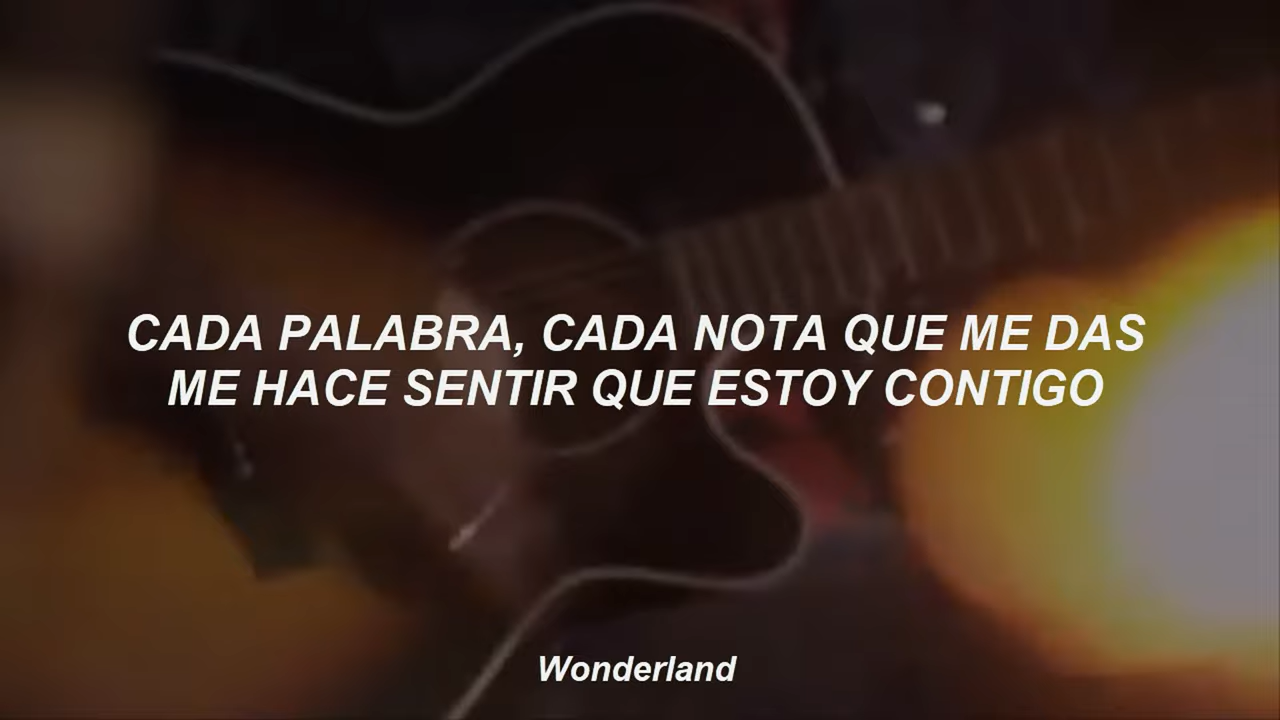 CADA PALABRA, CADA NOTA QUE ME DAS
ME HACE SENTIR QUE ESTOY CONTIGO
Wonderland